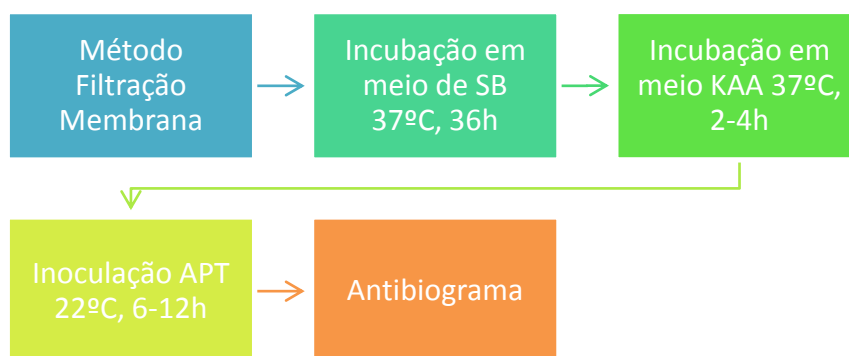 Método
Filtração
Membrana
Incubação em
meio de SB
37ºC, 36h
Incubação em
meio KAA 37ºC,
2-4h
Inoculação APT
22ºC, 6-12h
Antibiograma